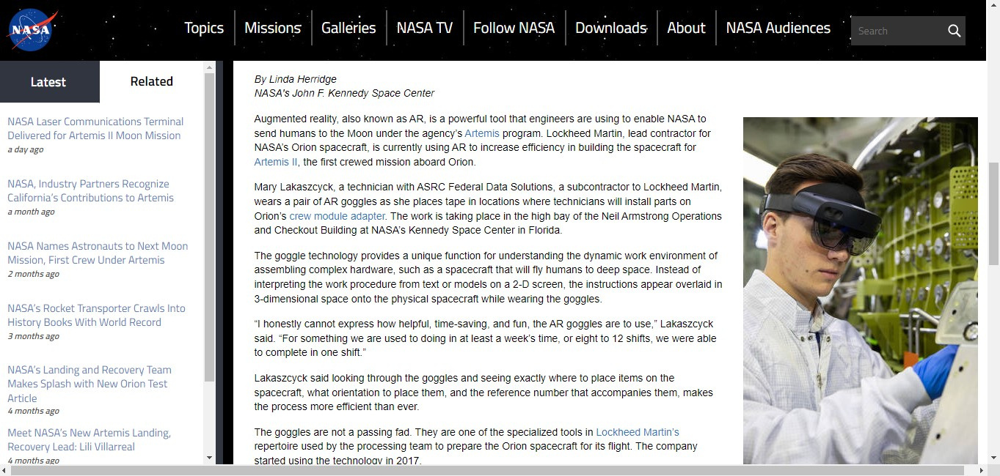 NASA
Topics
Missions
Galleries
NASA TV
Follow NASA
Downloads
About
NASA Audiences
Search
Latest
Related
NASA Laser Communications Terminal
Delivered for Artemis II Moon Mission
a day ago
NASA, Industry Partners Recognize
California's Contributions to Artemis
a month ago
NASA Names Astronauts to Next Moon
Mission, First Crew Under Artemis
2 months ago
NASA's Rocket Transporter Crawls Into
History Books With World Record
3 months ago
NASA's Landing and Recovery Team
Makes Splash with New Orion Test
Article
4 months ago
Meet NASA's New Artemis Landing,
Recovery Lead: Lili Villarreal
4 months ago
By Linda Herridge
NASA's John F. Kennedy Space Center
Augmented reality, also known as AR, is a powerful tool that engineers are using to enable NASA to
send humans to the Moon under the agency's Artemis program. Lockheed Martin, lead contractor for
NASA's Orion spacecraft, is currently using AR to increase efficiency in building the spacecraft for
Artemis II, the first crewed mission aboard Orion.
Mary Lakaszcyck, a technician with ASRC Federal Data Solutions, a subcontractor to Lockheed Martin,
wears a pair of AR goggles as she places tape in locations where technicians will install parts on
Orion's crew module adapter. The work is taking place in the high bay of the Neil Armstrong Operations
and Checkout Building at NASA's Kennedy Space Center in Florida.
The goggle technology provides a unique function for understanding the dynamic work environment of
assembling complex hardware, such as a spacecraft that will fly humans to deep space. Instead of
interpreting the work procedure from text or models on a 2-D screen, the instructions appear overlaid in
3-dimensional space onto the physical spacecraft while wearing the goggles.
“I honestly cannot express how helpful, time-saving, and fun, the AR goggles are to use,” Lakaszcyck
said. “For something we are used to doing in at least a week's time, or eight to 12 shifts, we were able
to complete in one shift.”
Lakaszcyck said looking through the goggles and seeing exactly where to place items on the
spacecraft, what orientation to place them, and the reference number that accompanies them, makes
the process more efficient than ever.
The goggles are not a passing fad. They are one of the specialized tools in Lockheed Martin's
repertoire used by the processing team to prepare the Orion spacecraft for its flight. The company
started using the technology in 2017.